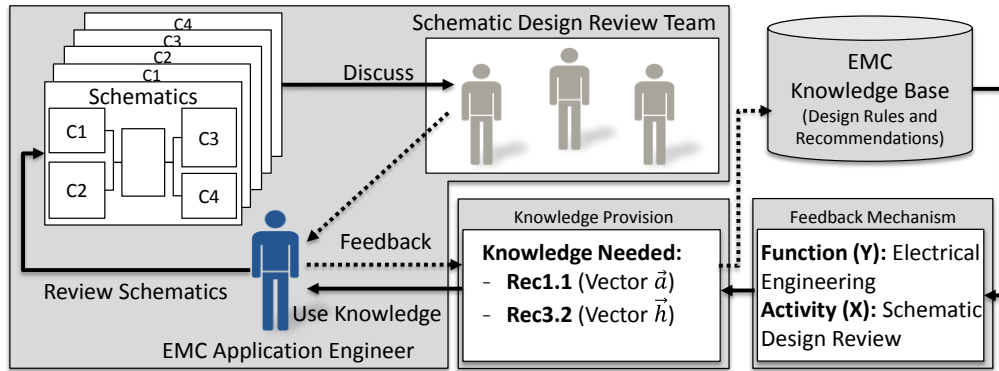 C4
C3
C2
C1
Schematics
C1
C3
C2
C4
Discuss
Schematic Design Review Team
EMC
Knowledge Base
(Design Rules and
Recommendations)
Feedback
Review Schematics
Use Knowledge
EMC Application Engineer
Knowledge Provision
Knowledge Needed:
- Rec1.1 (Vector a⃗)
- Rec3.2 (Vector h⃗)
Feedback Mechanism
Function (Y): Electrical
Engineering
Activity (X): Schematic
Design Review